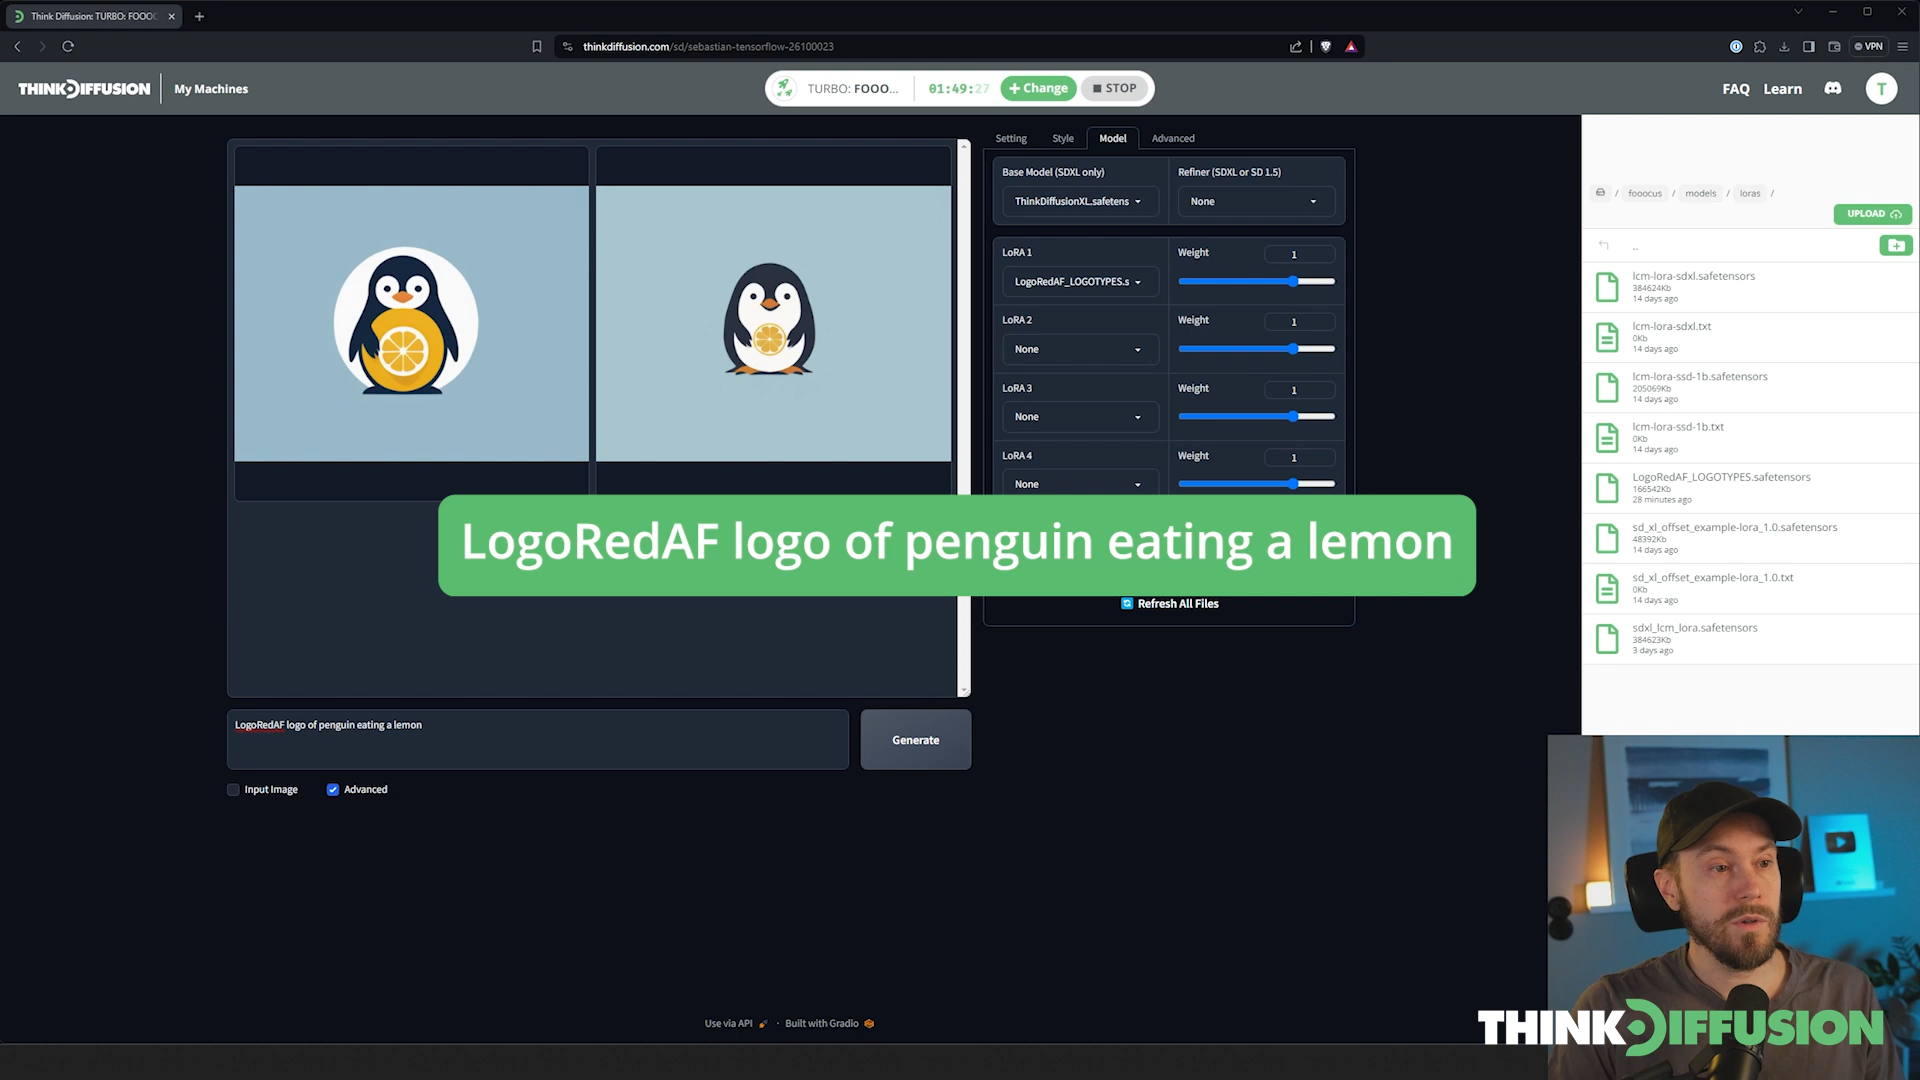 Think Diffusion: TURBO: FOOOC
thinkdiffusion.com/sd/sebastian-tensorflow-26100023
VPN
THINKDIFFUSION
My Machines
TURBO: FOOO...
01:49:27
+ Change
STOP
FAQ
Learn
T
Setting
Style
Model
Advanced
Base Model (SDXL only)
Refiner (SDXL or SD 1.5)
ThinkDiffusionXL.safetens
None
LoRA 1
Weight
1
LogoRedAF_LOGOTYPES.s
LoRA 2
Weight
1
None
LoRA 3
Weight
1
None
LoRA 4
Weight
1
None
LogoRedAF logo of penguin eating a lemon
Refresh All Files
LogoRedAF logo of penguin eating a lemon
Generate
Input Image
Advanced
Use via API
·
Built with Gradio
/ fooocus / models / loras /
UPLOAD
..
lcm-lora-sdxl.safetensors
384624Kb
14 days ago
lcm-lora-sdxl.txt
0Kb
14 days ago
lcm-lora-ssd-1b.safetensors
205069Kb
14 days ago
lcm-lora-ssd-1b.txt
0Kb
14 days ago
LogoRedAF_LOGOTYPES.safetensors
166542Kb
28 minutes ago
sd_xl_offset_example-lora_1.0.safetensors
48392Kb
14 days ago
sd_xl_offset_example-lora_1.0.txt
0Kb
14 days ago
sdxl_lcm_lora.safetensors
384623Kb
3 days ago
THINKDIFFUSION